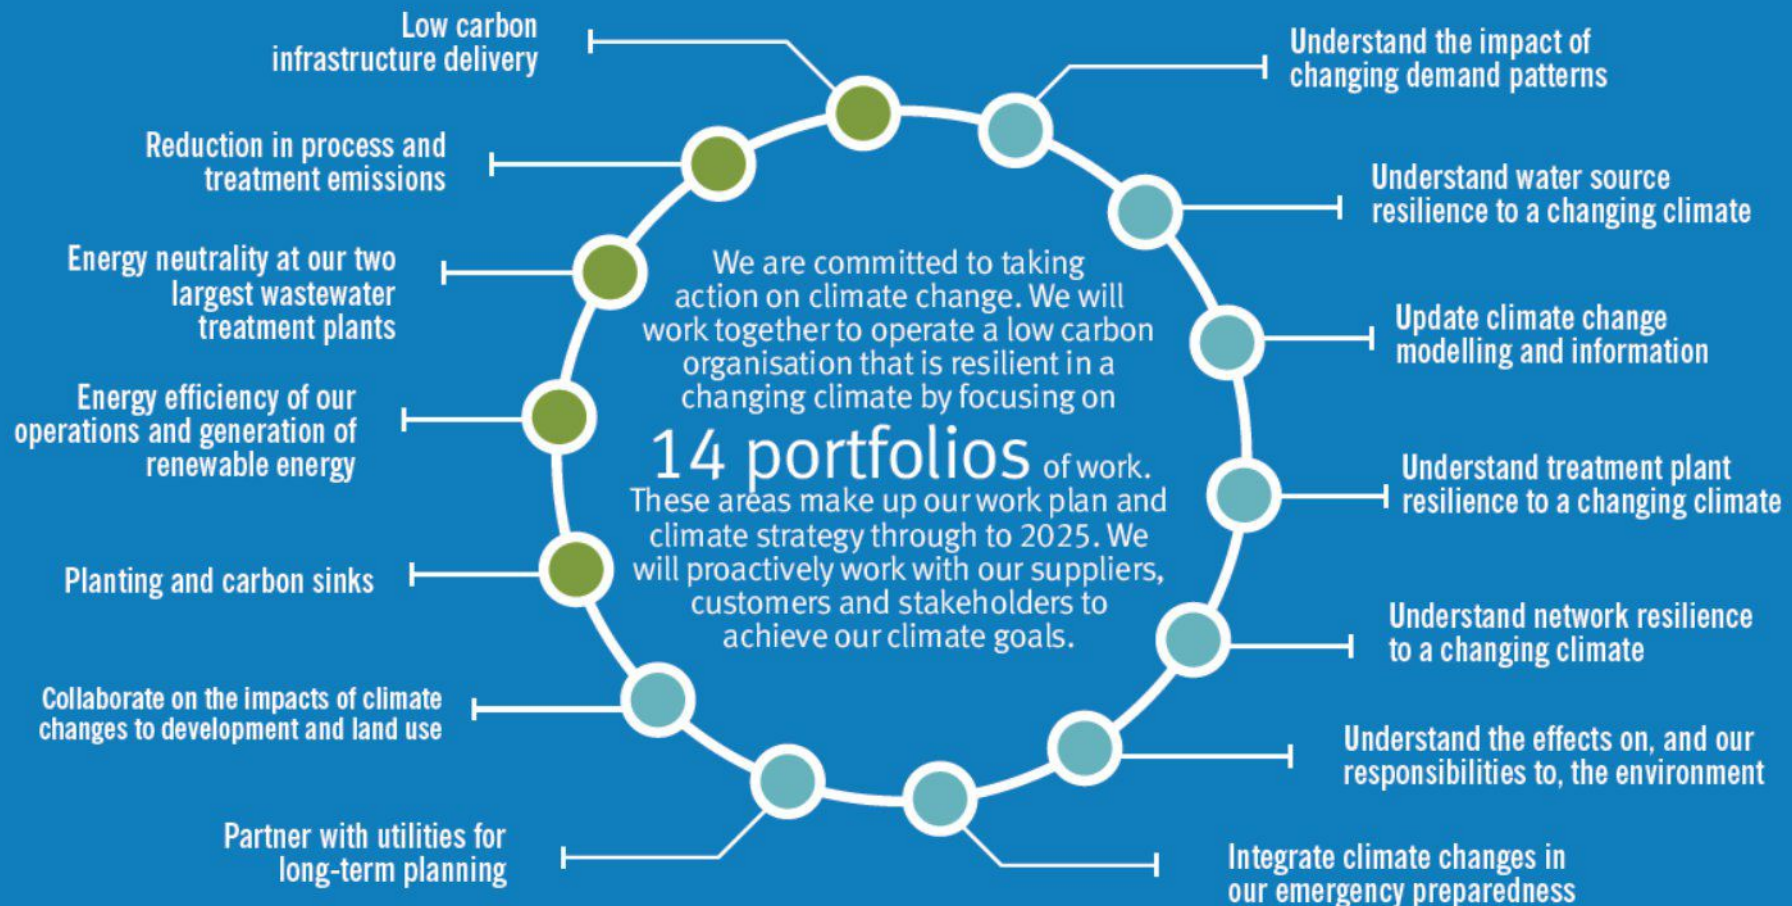 Low carbon
infrastructure delivery
Reduction in process and
treatment emissions
Energy neutrality at our two
largest wastewater
treatment plants
Energy efficiency of our
operations and generation of
renewable energy
Planting and carbon sinks
Collaborate on the impacts of climate
changes to development and land use
Partner with utilities for
long-term planning
We are committed to taking
action on climate change. We will
work together to operate a low carbon
organisation that is resilient in a
changing climate by focusing on
14 portfolios of work.
These areas make up our work plan and
climate strategy through to 2025. We
will proactively work with our suppliers,
customers and stakeholders to
achieve our climate goals.
Understand the impact of
changing demand patterns
Understand water source
resilience to a changing climate
Update climate change
modelling and information
Understand treatment plant
resilience to a changing climate
Understand network resilience
to a changing climate
Understand the effects on, and our
responsibilities to, the environment
Integrate climate changes in
our emergency preparedness